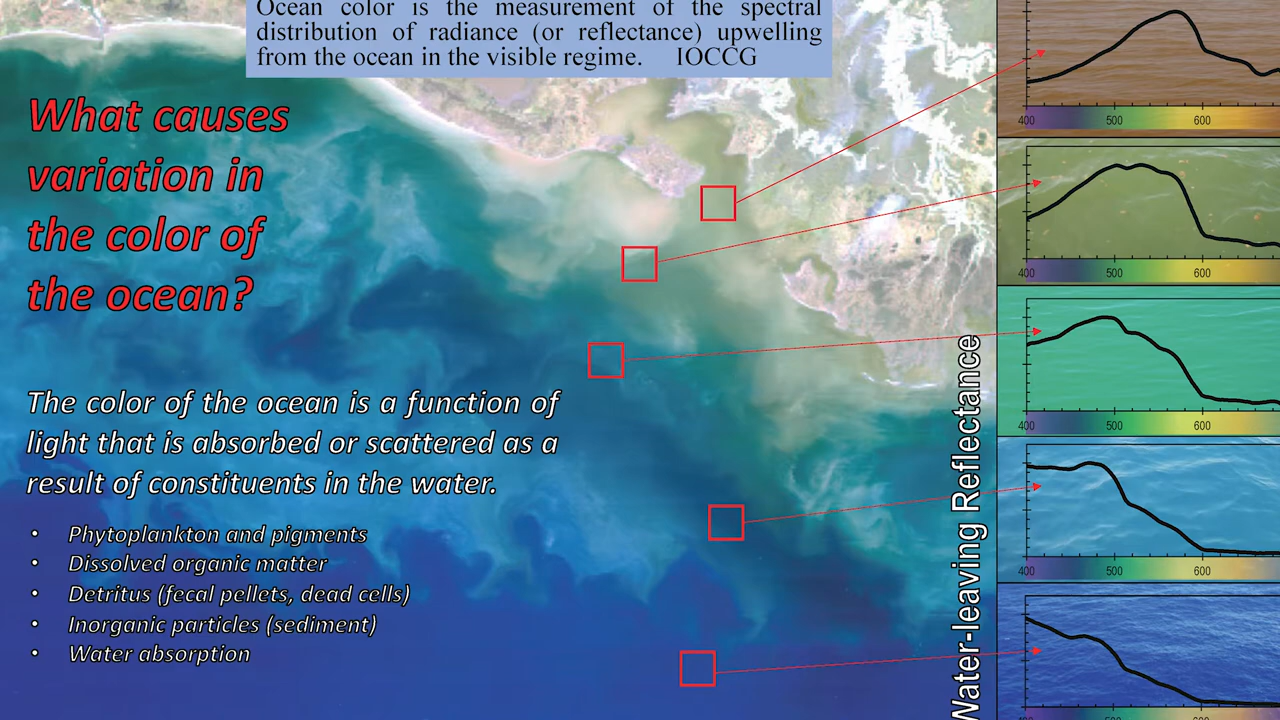 Ocean color is the measurement of the spectral
distribution of radiance (or reflectance) upwelling
from the ocean in the visible regime. IOCCG
What causes
variation in
the color of
the ocean?
The color of the ocean is a function of
light that is absorbed or scattered as a
result of constituents in the water.
• Phytoplankton and pigments
• Dissolved organic matter
• Detritus (fecal pellets, dead cells)
• Inorganic particles (sediment)
• Water absorption
Water-leaving Reflectance
400 500 600
400 500 600
400 500 600
400 500 600
400 500 600